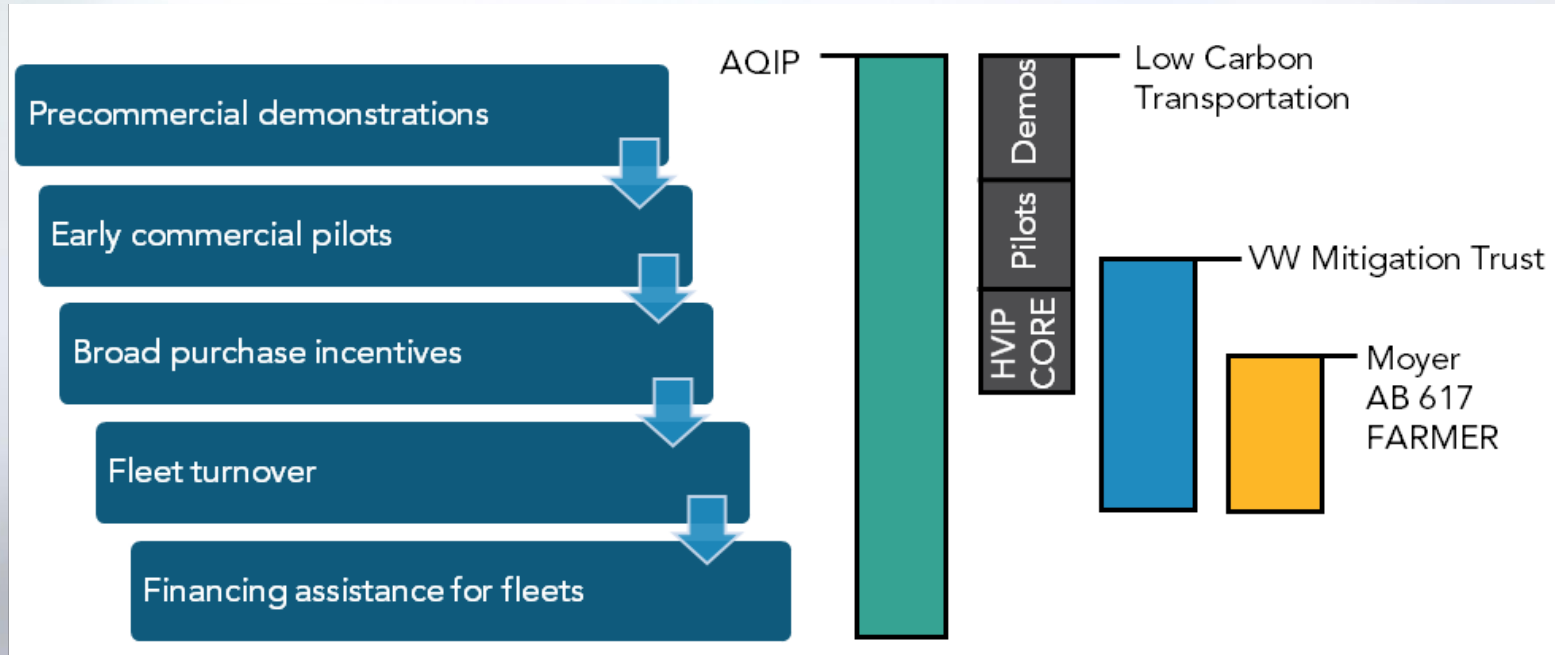 Precommercial demonstrations
Early commercial pilots
Broad purchase incentives
Fleet turnover
Financing assistance for fleets
AQIP
Demos
Pilots
HVIP
CORE
Low Carbon
Transportation
VW Mitigation Trust
Moyer
AB 617
FARMER